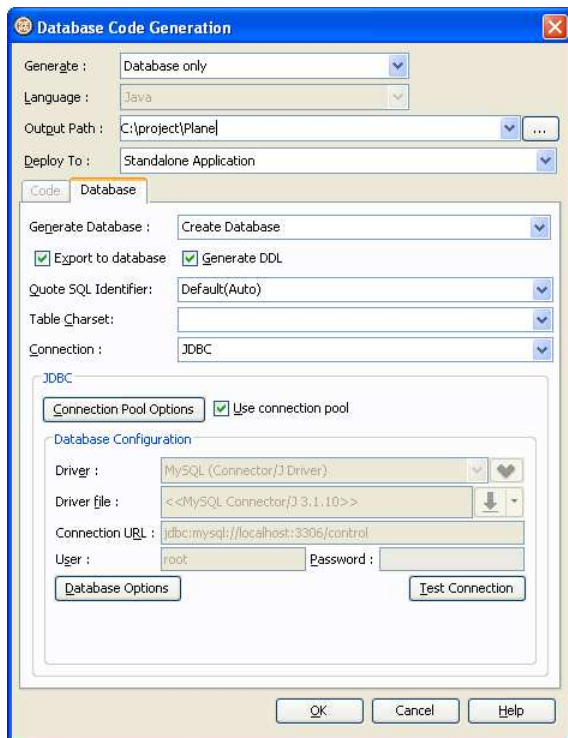 Database Code Generation
Generate : Database only
Language : Java
Output Path : C:\project\Plane ...
Deploy To : Standalone Application
Code Database
Generate Database : Create Database
Export to database Generate DDL
Quote SQL Identifier: Default(Auto)
Table Charset:
Connection : JDBC
JDBC
Connection Pool Options Use connection pool
Database Configuration
Driver : MySQL (Connector/J Driver)
Driver file : <<MySQL Connector/J 3.1.10>>
Connection URL : jdbc:mysql://localhost:3306/control
User : root Password :
Database Options Test Connection
OK Cancel Help